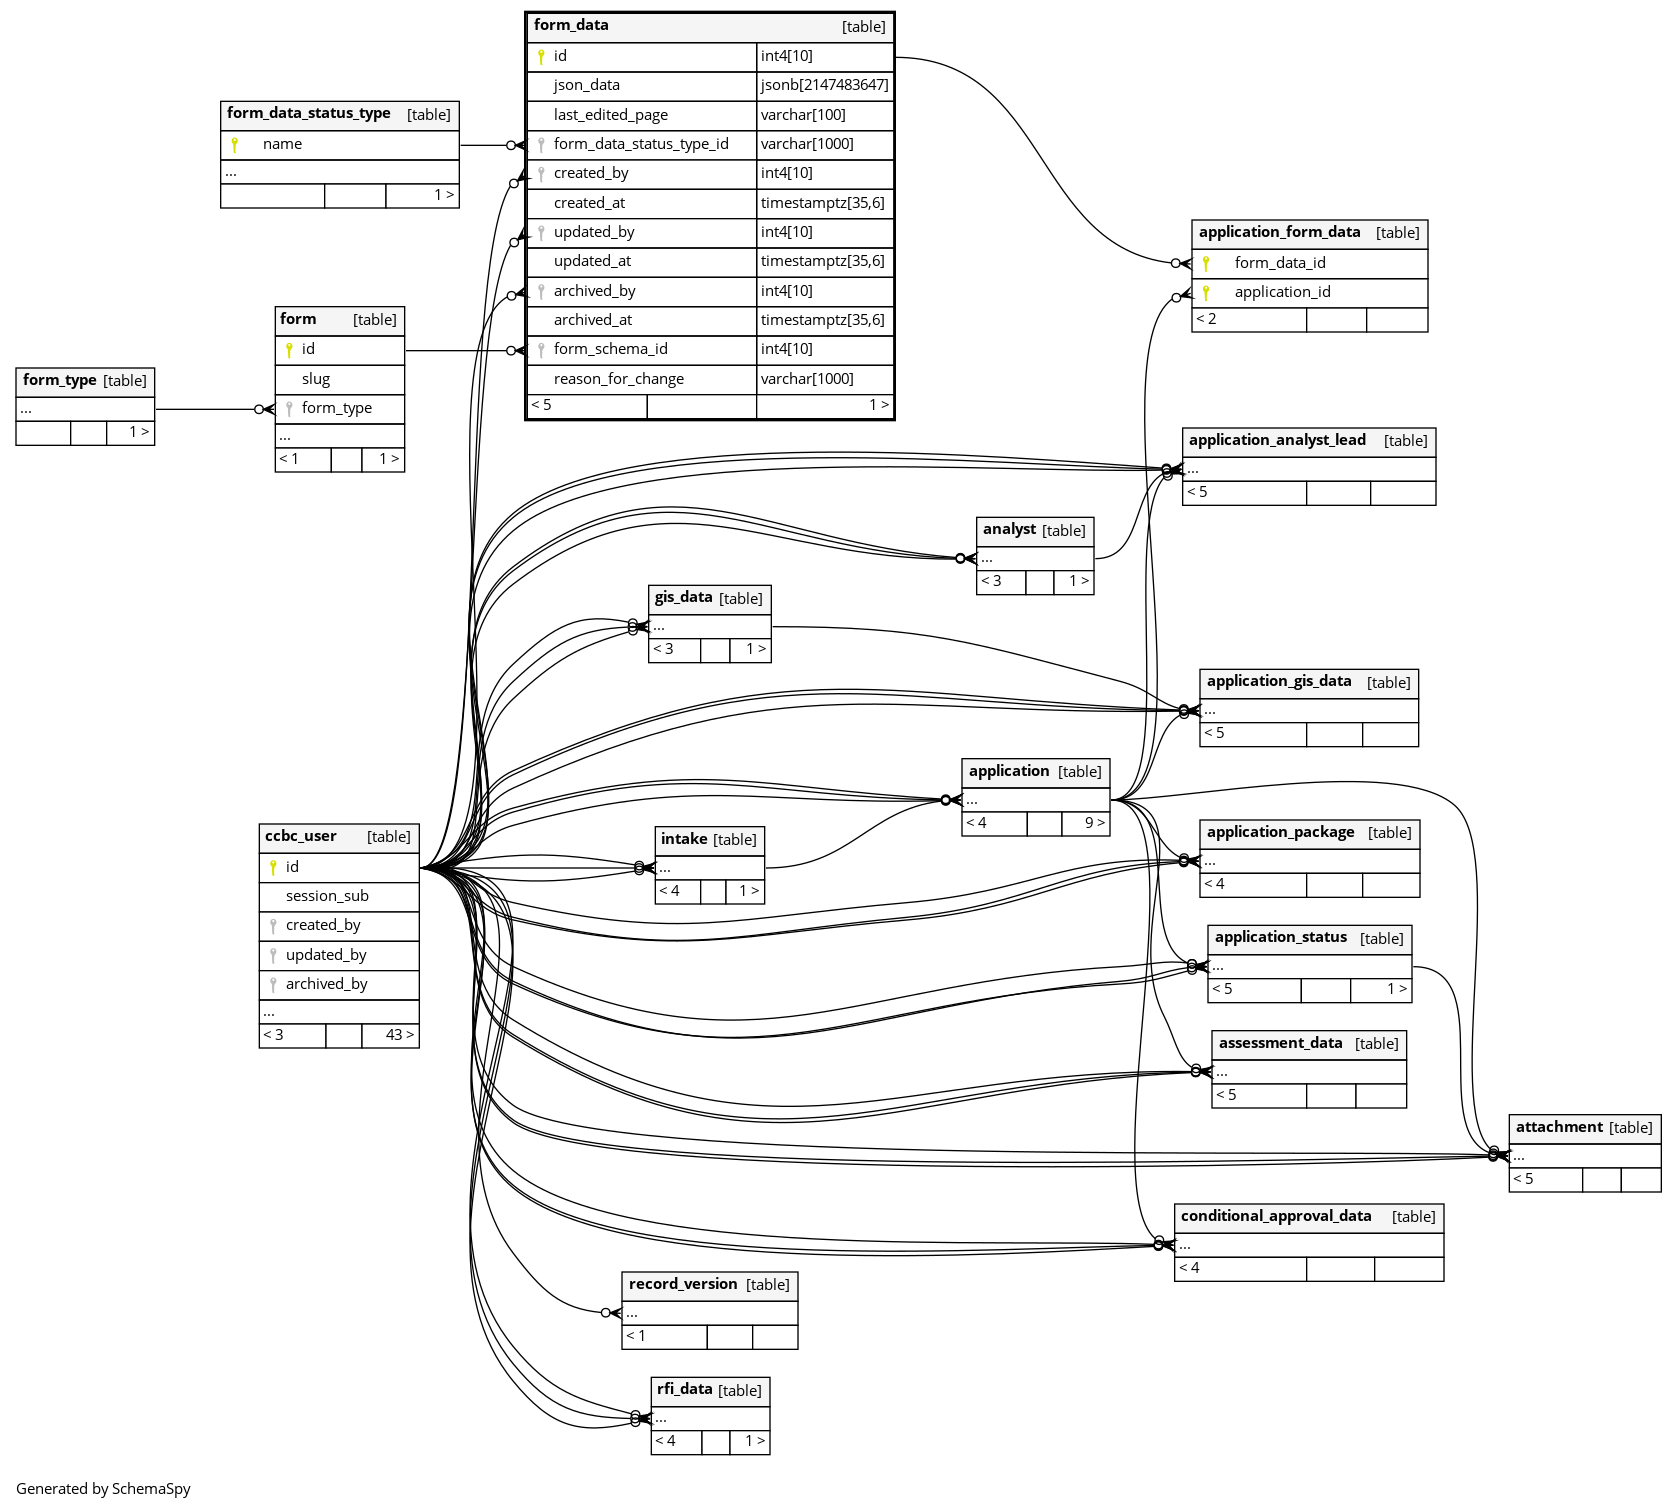 form_data [table]
id int4[10]
json_data jsonb[2147483647]
last_edited_page varchar[100]
form_data_status_type_id varchar[1000]
created_by int4[10]
created_at timestamptz[35,6]
updated_by int4[10]
updated_at timestamptz[35,6]
archived_by int4[10]
archived_at timestamptz[35,6]
form_schema_id int4[10]
reason_for_change varchar[1000]
< 5 1 >
form_data_status_type [table]
name
...
1 >
application_form_data [table]
form_data_id
application_id
< 2
form [table]
id
slug
form_type
...
< 1 1 >
form_type [table]
...
1 >
application_analyst_lead [table]
...
< 5
analyst [table]
...
< 3 1 >
gis_data [table]
...
< 3 1 >
application_gis_data [table]
...
< 5
application [table]
...
< 4 9 >
ccbc_user [table]
id
session_sub
created_by
updated_by
archived_by
...
< 3 43 >
intake [table]
...
< 4 1 >
application_package [table]
...
< 4
application_status [table]
...
< 5 1 >
assessment_data [table]
...
< 5
attachment [table]
...
< 5
conditional_approval_data [table]
...
< 4
record_version [table]
...
< 1
rfi_data [table]
...
< 4 1 >
Generated by SchemaSpy